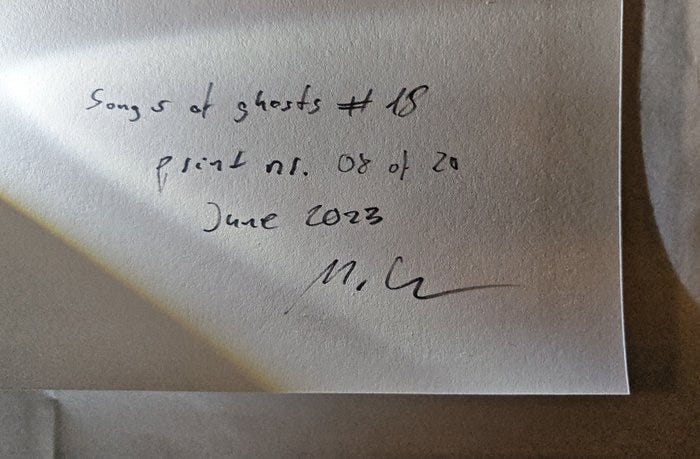 Songs of ghosts # 18
print nr. 08 of 20
June 2023
M. C